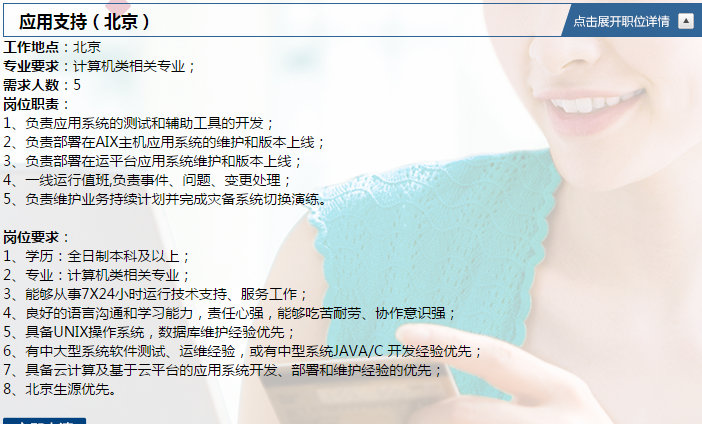 应用支持（北京）
点击展开职位详情
工作地点：北京
专业要求：计算机类相关专业；
需求人数：5
岗位职责：
1、负责应用系统的测试和辅助工具的开发；
2、负责部署在AIX主机应用系统的维护和版本上线；
3、负责部署在运平台应用系统维护和版本上线；
4、一线运行值班,负责事件、问题、变更处理；
5、负责维护业务持续计划并完成灾备系统切换演练。
岗位要求：
1、学历：全日制本科及以上；
2、专业：计算机类相关专业；
3、能够从事7X24小时运行技术支持、服务工作；
4、良好的语言沟通和学习能力，责任心强，能够吃苦耐劳、协作意识强；
5、具备UNIX操作系统，数据库维护经验优先；
6、有中大型系统软件测试、运维经验，或有中型系统JAVA/C 开发经验优先；
7、具备云计算及基于云平台的应用系统开发、部署和维护经验的优先；
8、北京生源优先。